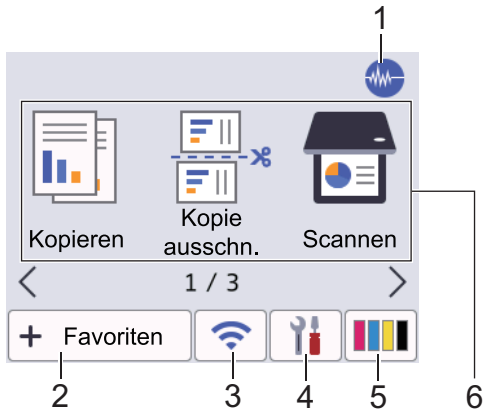 1
Kopieren
Kopie
ausschn.
Scannen
1 / 3
+ Favoriten
2
3
4
5
6